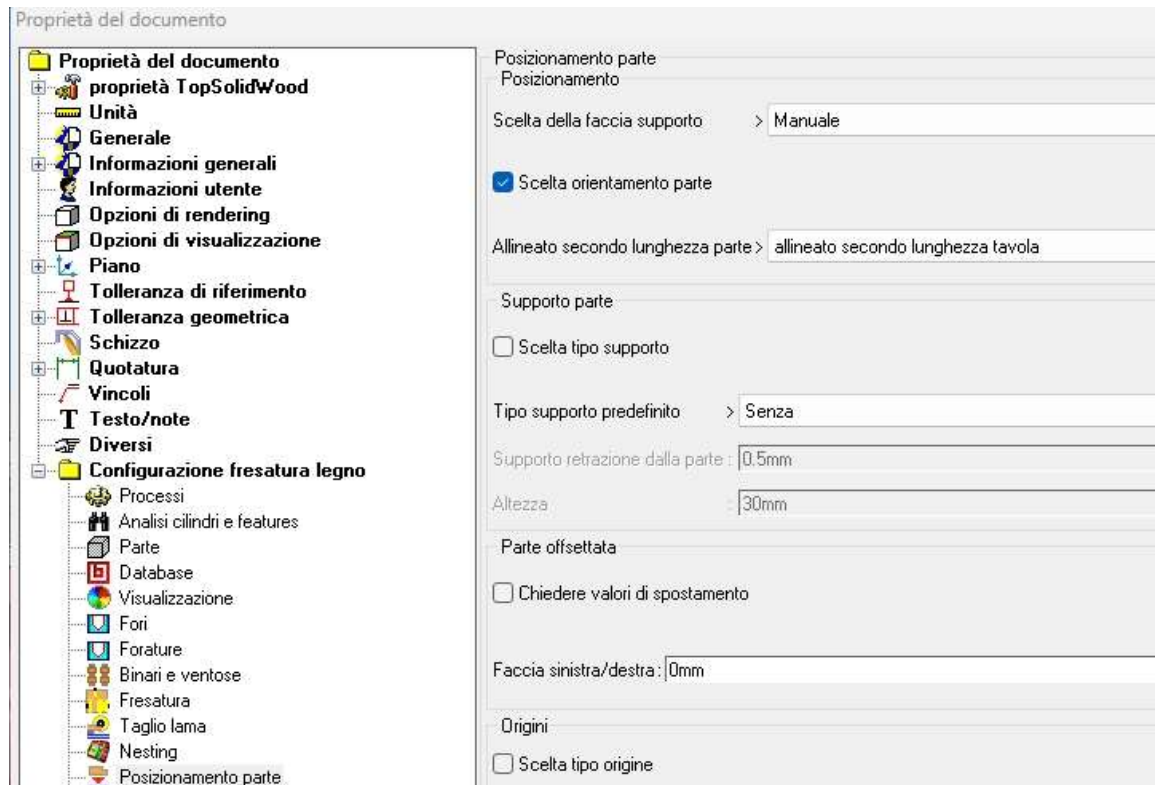 Proprietà del documento
Proprietà del documento
proprietà TopSolidWood
Unità
Generale
Informazioni generali
Informazioni utente
Opzioni di rendering
Opzioni di visualizzazione
Piano
Tolleranza di riferimento
Tolleranza geometrica
Schizzo
Quotatura
Vincoli
Testo/note
Diversi
Configurazione fresatura legno
Processi
Analisi cilindri e features
Parte
Database
Visualizzazione
Fori
Forature
Binari e ventose
Fresatura
Taglio lama
Nesting
Posizionamento parte
Posizionamento parte
Posizionamento
Scelta della faccia supporto > Manuale
Scelta orientamento parte
Allineato secondo lunghezza parte > allineato secondo lunghezza tavola
Supporto parte
Scelta tipo supporto
Tipo supporto predefinito > Senza
Supporto retrazione dalla parte : 0.5mm
Altezza : 30mm
Parte offsettata
Chiedere valori di spostamento
Faccia sinistra/destra : 0mm
Origini
Scelta tipo origine